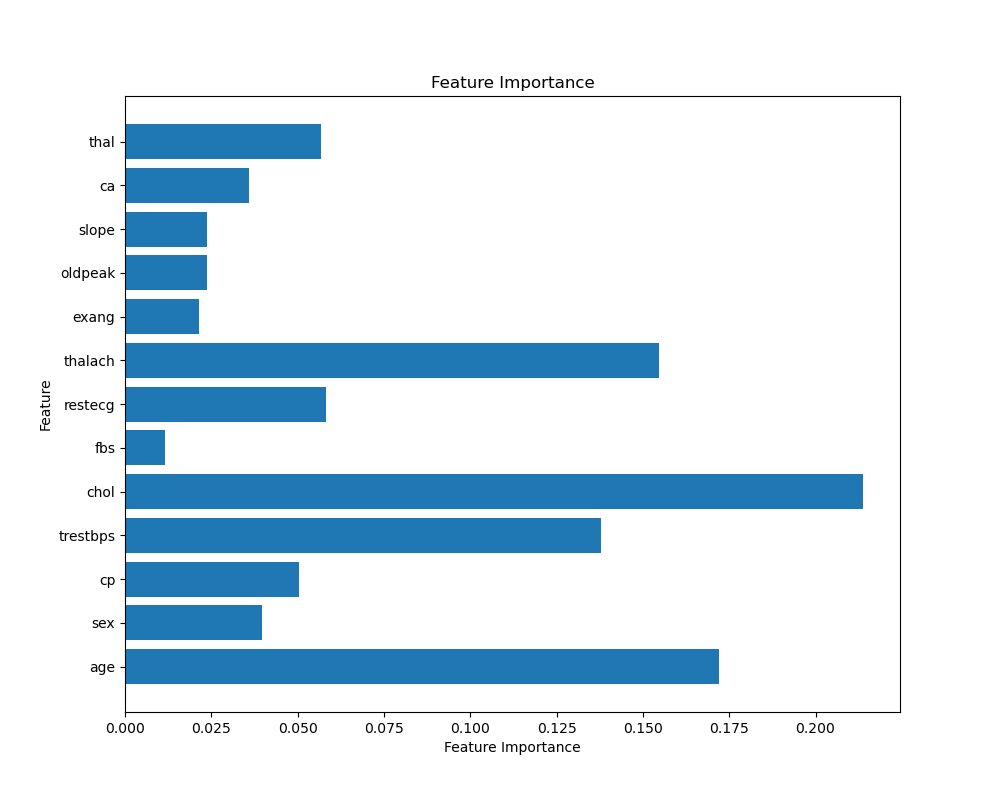 Feature Importance
thal
ca
slope
oldpeak
exang
thalach
restecg
fbs
chol
trestbps
cp
sex
age
Feature
0.000 0.025 0.050 0.075 0.100 0.125 0.150 0.175 0.200
Feature Importance